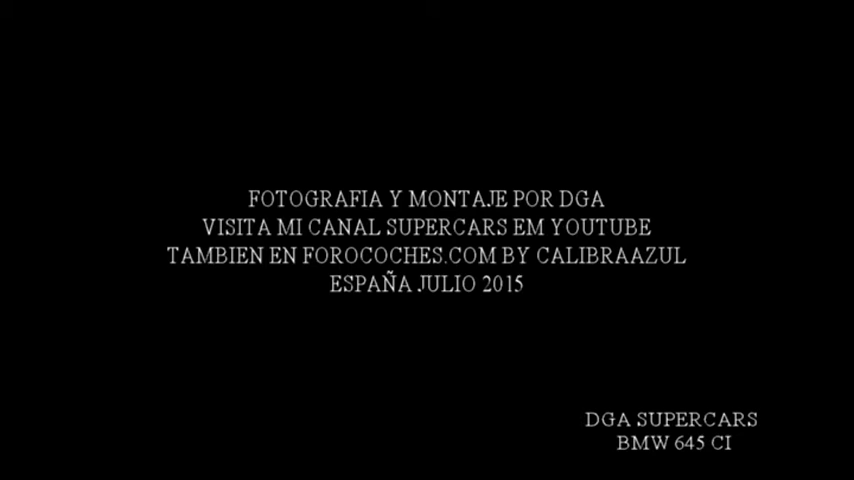 FOTOGRAFIA Y MONTAJE POR DGA
VISITA MI CANAL SUPERCARS EM YOUTUBE
TAMBIEN EN FOROCOCHES.COM BY CALIBRAAZUL
ESPAÑA JULIO 2015
DGA SUPERCARS
BMW 645 CI